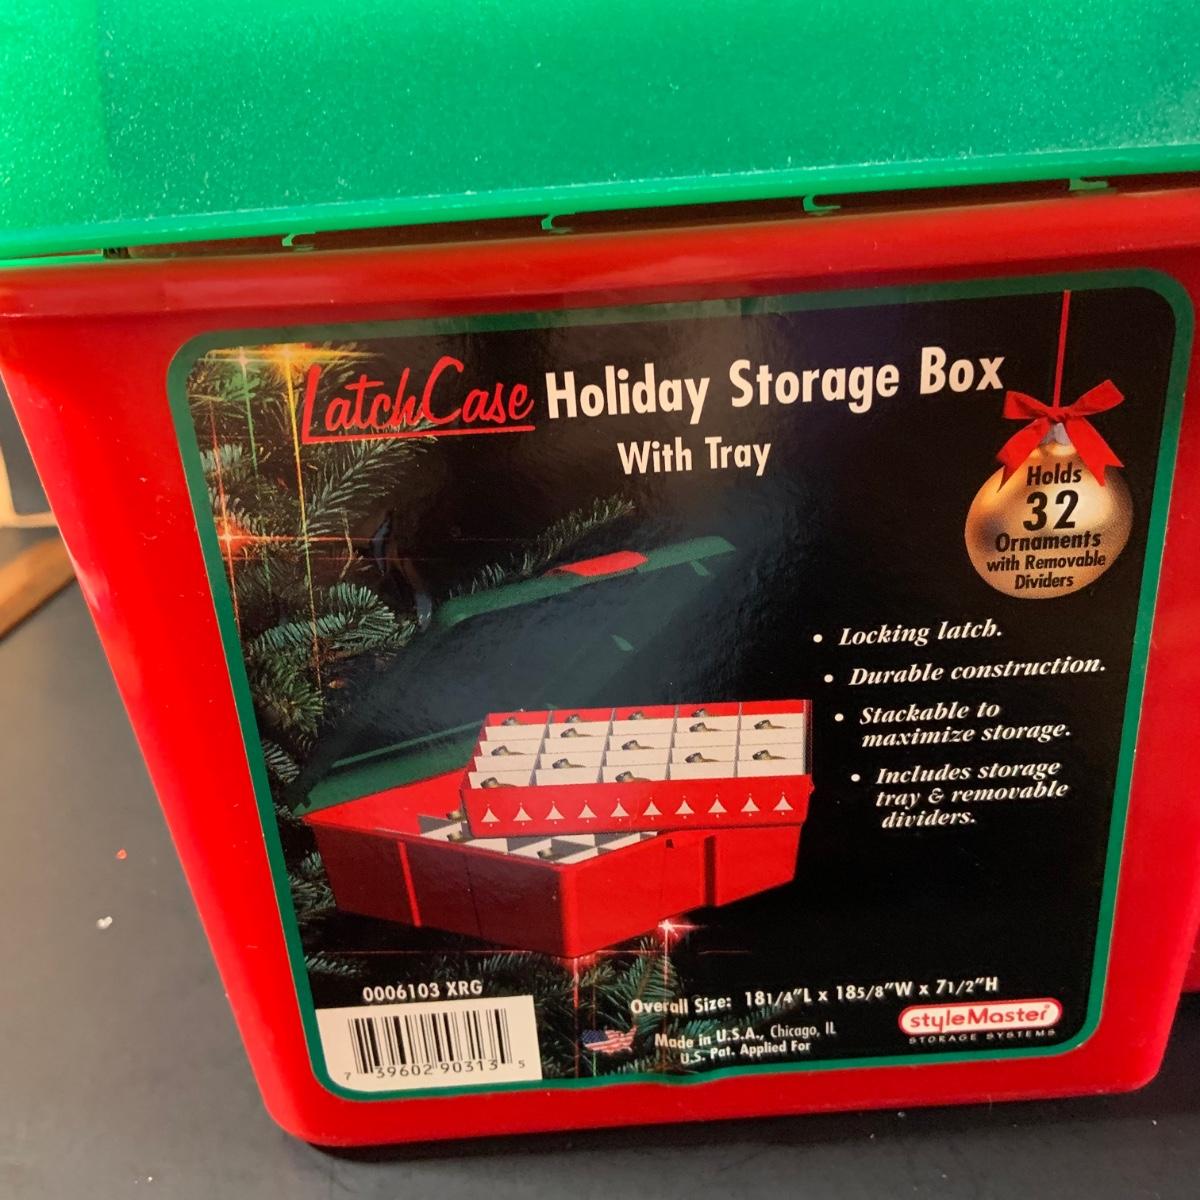 LatchCase Holiday Storage Box
With Tray
Holds
32
Ornaments
with Removable
Dividers
• Locking latch.
• Durable construction.
• Stackable to
maximize storage.
• Includes storage
tray & removable
dividers.
0006103 XRG
Overall Size: 18 1/4"L x 18 5/8"W x 7 1/2"H
Made in U.S.A., Chicago, IL
U.S. Pat. Applied For
styleMaster
STORAGE SYSTEMS
7 39602 90313 5